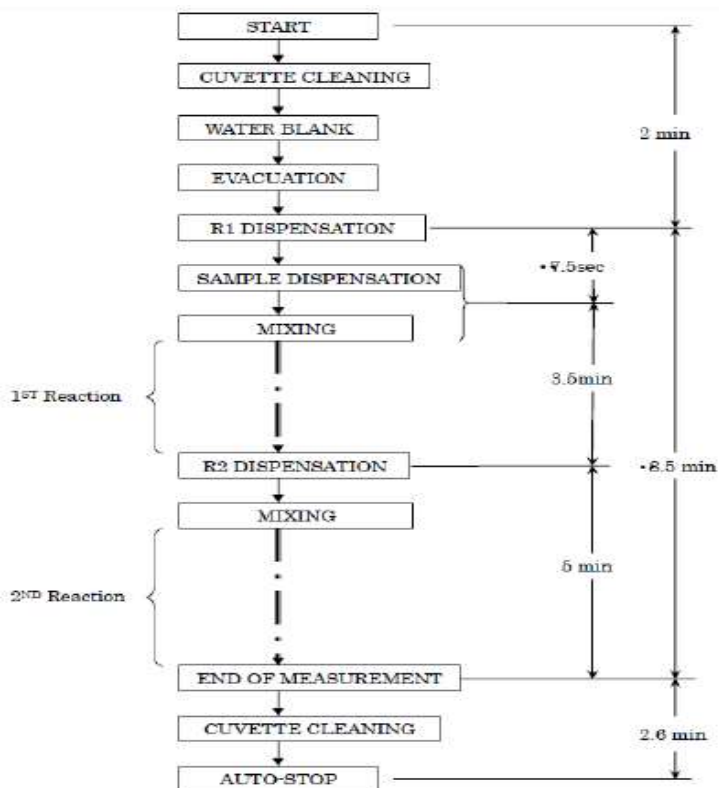 START
CUVETTE CLEANING
WATER BLANK
2 min
EVACUATION
R1 DISPENSATION
SAMPLE DISPENSATION
MIXING
3.5min
1ST Reaction
R2 DISPENSATION
MIXING
5 min
2ND Reaction
END OF MEASUREMENT
CUVETTE CLEANING
2.6 min
AUTO-STOP